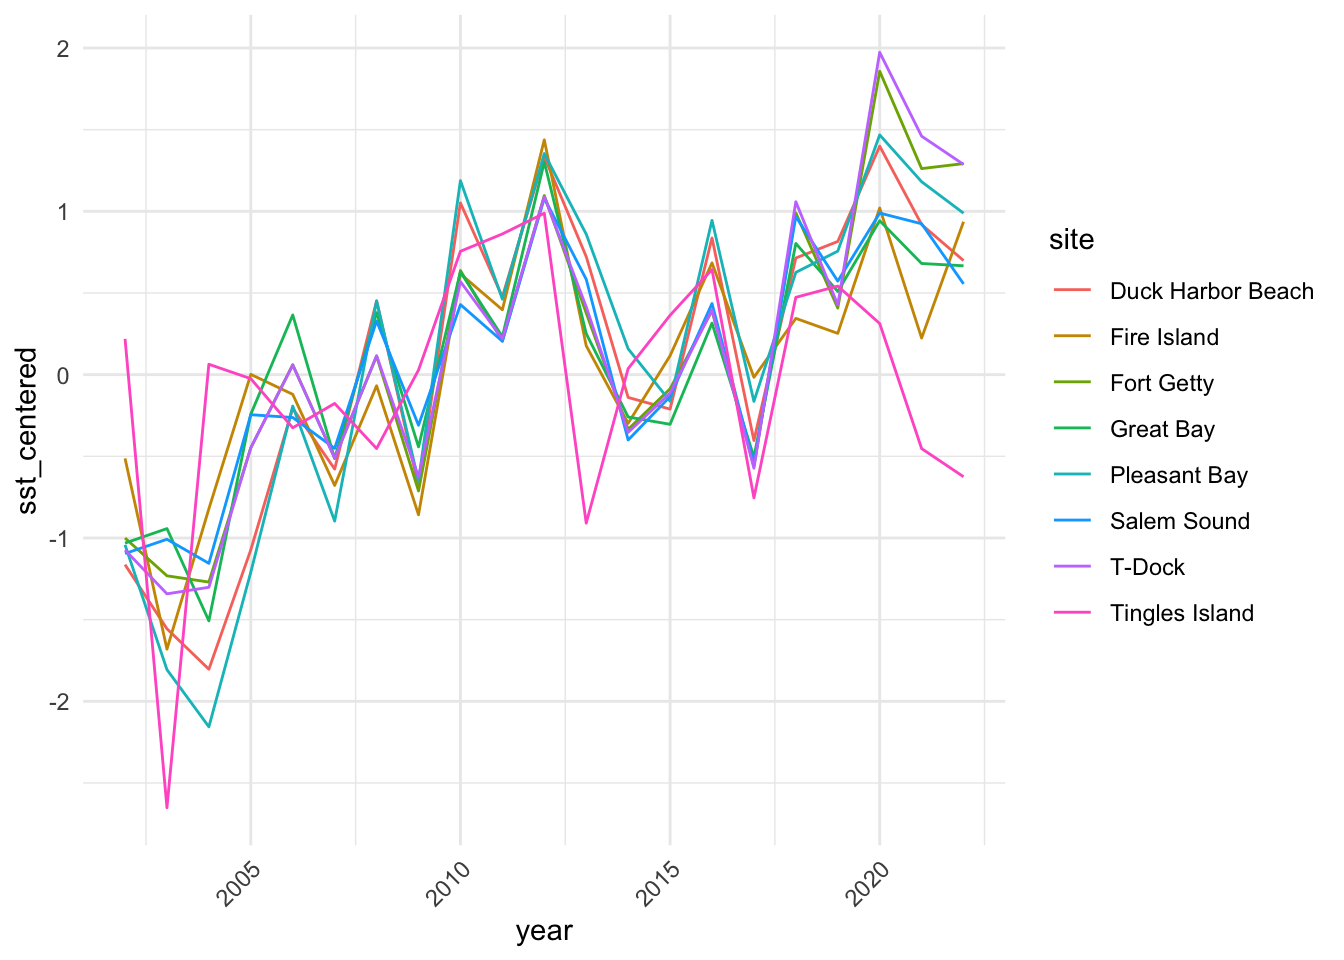 sst_centered
2
1
0
-1
-2
2005
2010
2015
2020
year
site
Duck Harbor Beach
Fire Island
Fort Getty
Great Bay
Pleasant Bay
Salem Sound
T-Dock
Tingles Island